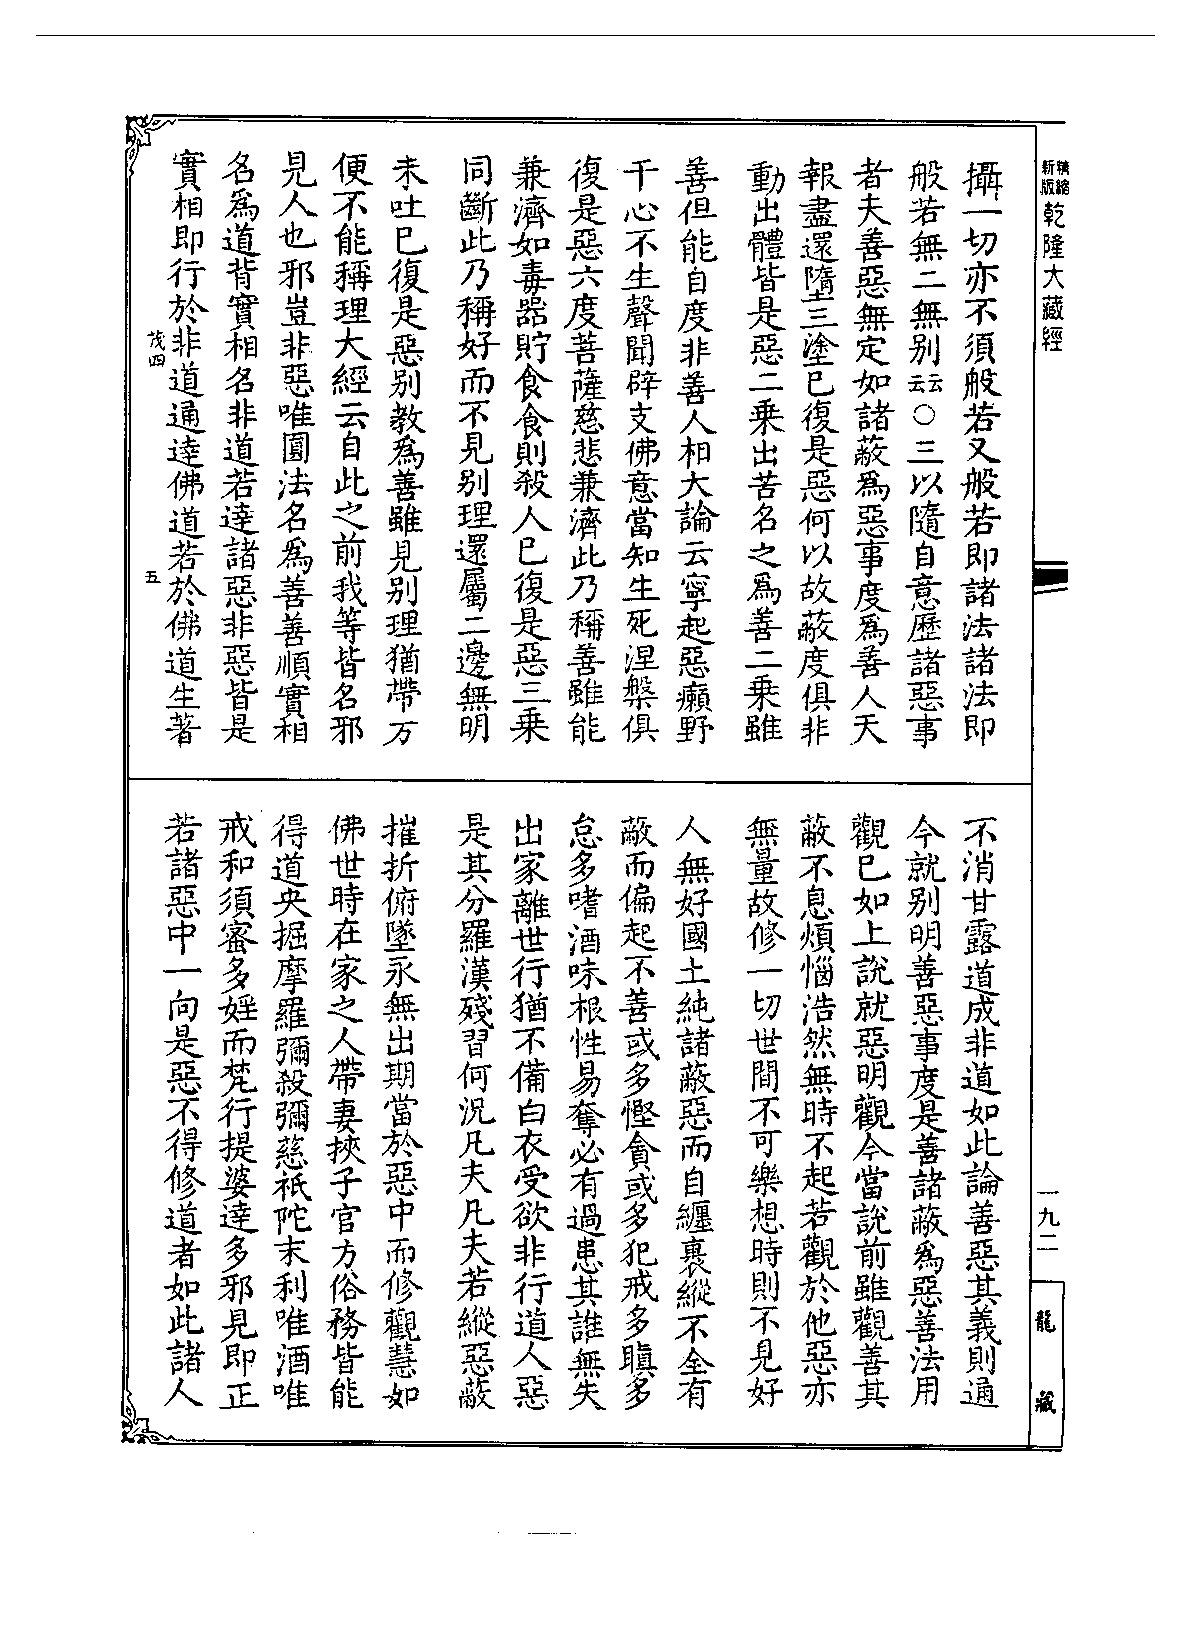 精縮新版乾隆大藏經
攝一切亦不須般若又般若即諸法諸法即
般若無二無別云云○三以隨自意歷諸惡事
者夫善惡無定如諸蔽為惡事度為善人天
報盡還墮三塗已復是惡何以故蔽度俱非
動出體皆是惡二乘出苦名之為善二乘雖
善但能自度非善人相大論云寧起惡癩野
干心不生聲聞辟支佛意當知生死涅槃俱
復是惡六度菩薩慈悲兼濟此乃稱善雖能
兼濟如毒器貯食食則殺人已復是惡三乘
同斷此乃稱好而不見別理還屬二邊無明
未吐已復是惡別教為善雖見別理猶帶方
便不能稱理大經云自此之前我等皆名邪
見人也邪豈非惡唯圓法名為善善順實相
名為道背實相名非道若達諸惡非惡皆是
實相即行於非道通達佛道若於佛道生著
茂四
五
不消甘露道成非道如此論善惡其義則通
今就別明善惡事度是善諸蔽為惡善法用
觀已如上說就惡明觀今當說前雖觀善其
蔽不息煩惱浩然無時不起若觀於他惡亦
無量故修一切世間不可樂想時則不見好
人無好國土純諸蔽惡而自纏裹縱不全有
蔽而偏起不善或多慳貪或多犯戒多瞋多
怠多嗜酒味根性易奪必有過患其誰無失
出家離世行猶不備白衣受欲非行道人惡
是其分羅漢殘習何況凡夫凡夫若縱惡蔽
摧折俯墜永無出期當於惡中而修觀慧如
佛世時在家之人帶妻挾子官方俗務皆能
得道央掘摩羅彌殺彌慈祇陀末利唯酒唯
戒和須蜜多婬而梵行提婆達多邪見即正
若諸惡中一向是惡不得修道者如此諸人
一九二
龍藏